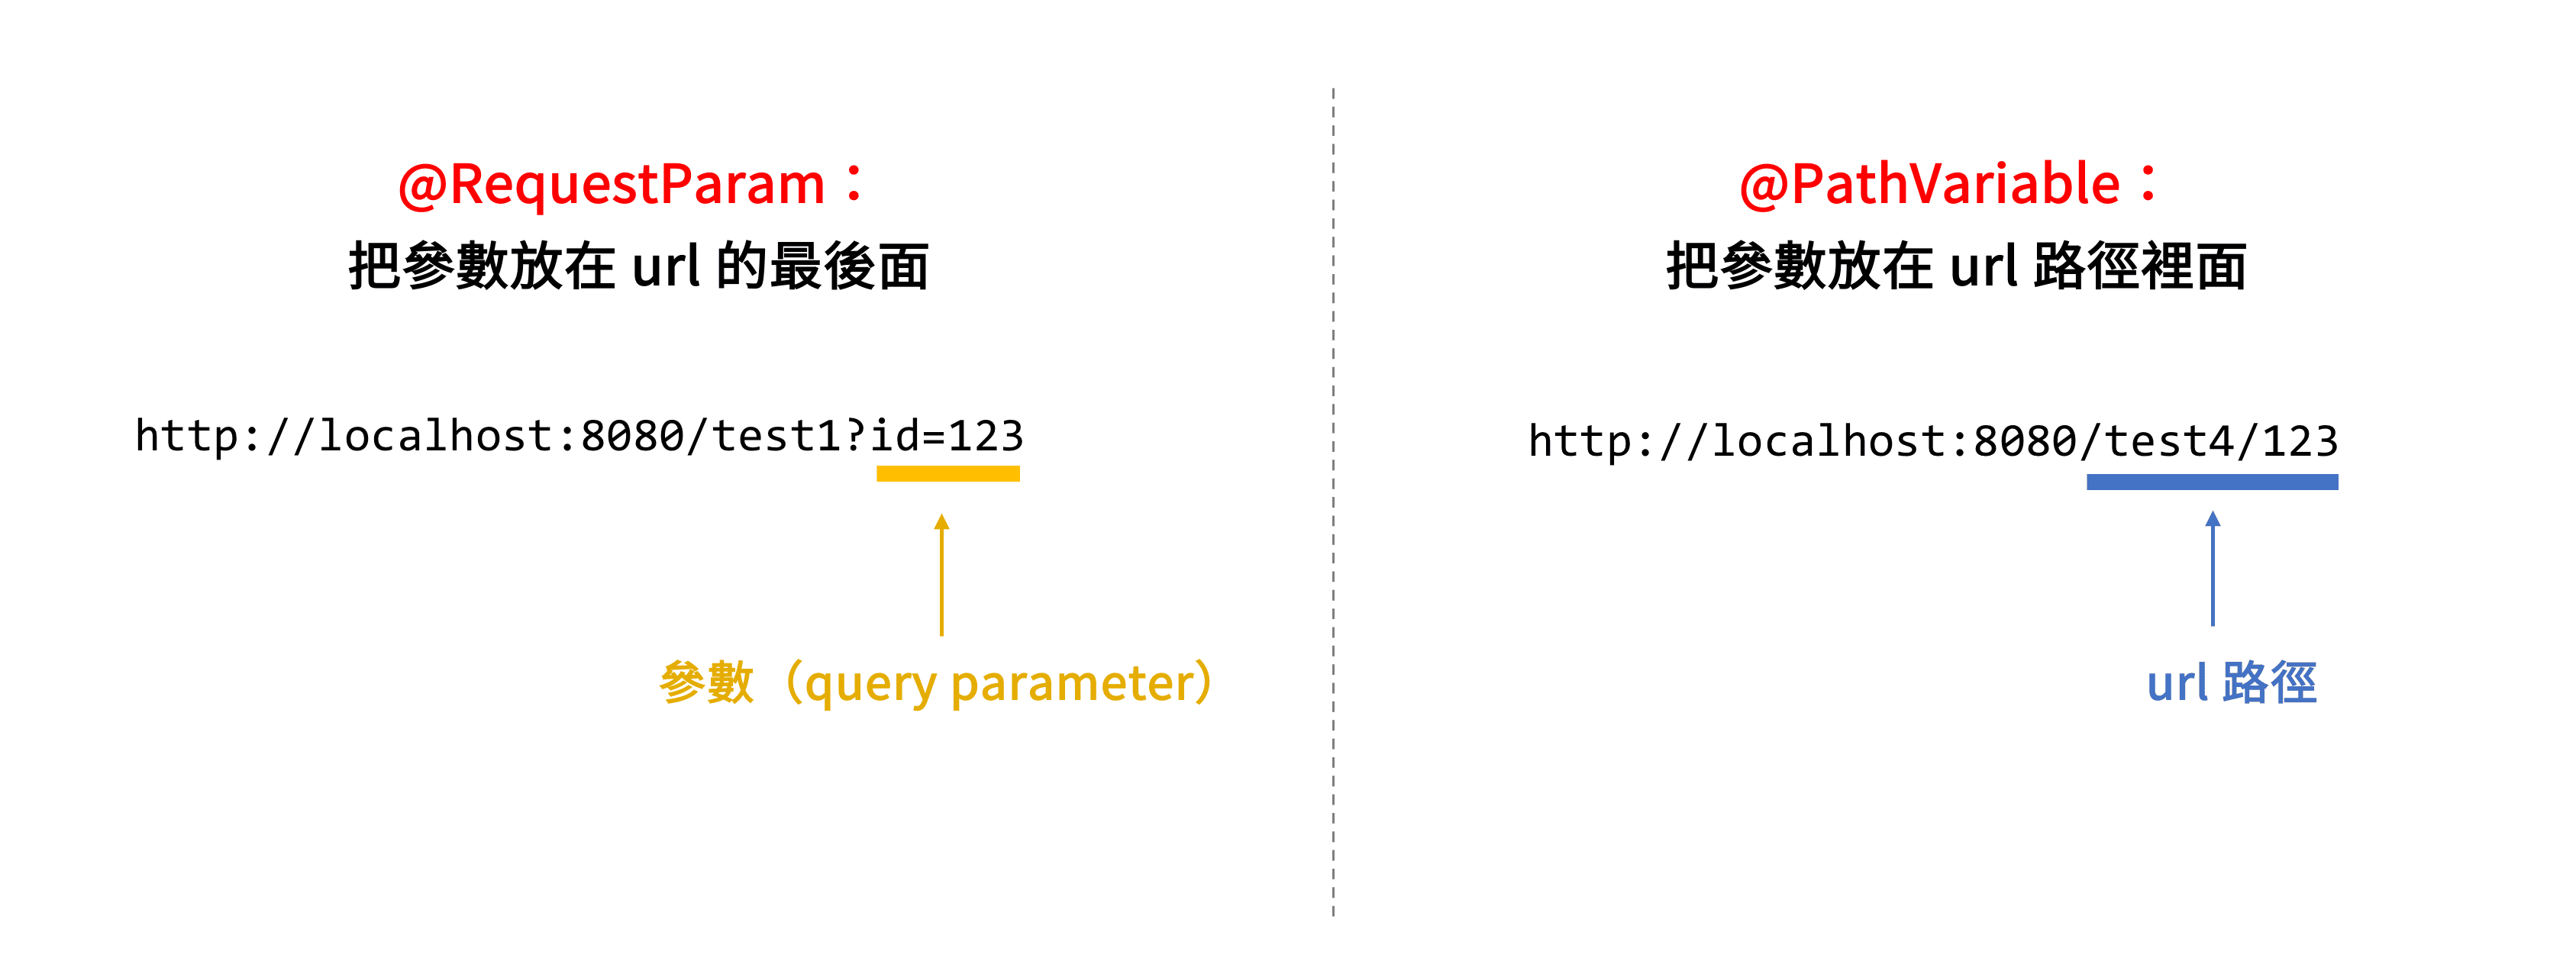 @RequestParam：
把參數放在 url 的最後面
http://localhost:8080/test1?id=123
參數（query parameter）
@PathVariable：
把參數放在 url 路徑裡面
http://localhost:8080/test4/123
url 路徑